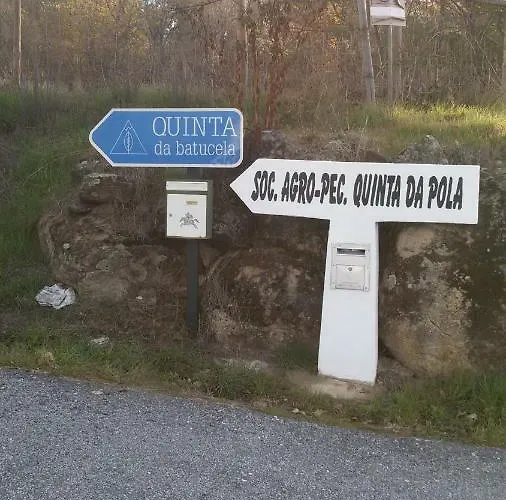 QUINTA
da batucela
SOC. AGRO-PEC. QUINTA DA POLA